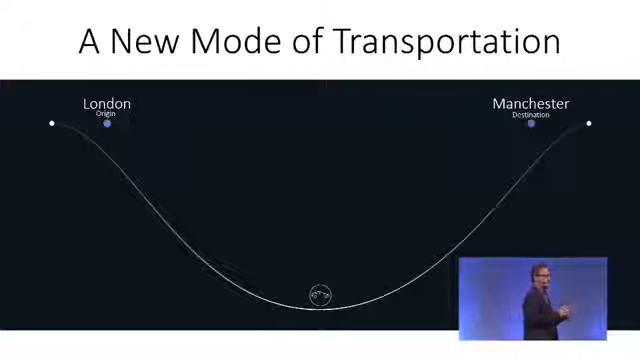 A New Mode of Transportation
London
Origin
Manchester
Destination